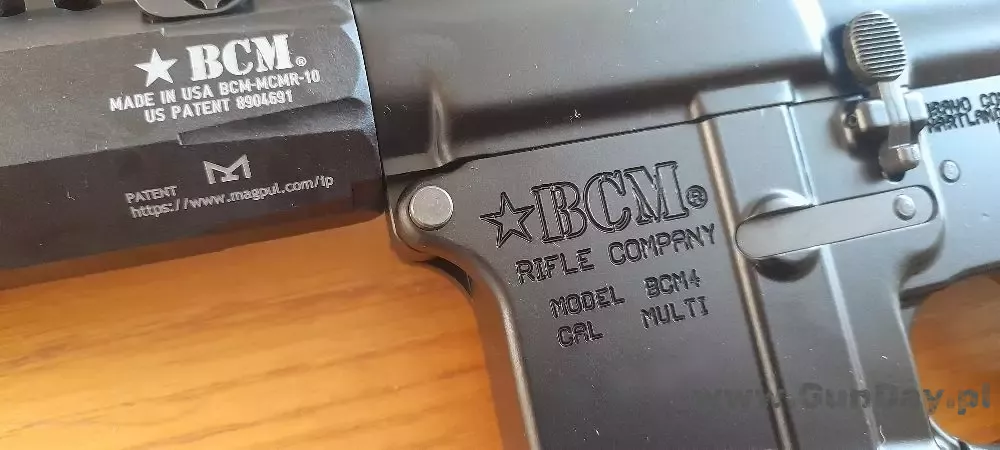 BCM®
MADE IN USA BCM-MCMR-10
US PATENT 8904691
PATENT
https://www.magpul.com/ip
BCM®
RIFLE COMPANY
MODEL BCM4
CAL MULTI
www.GunDay.pl